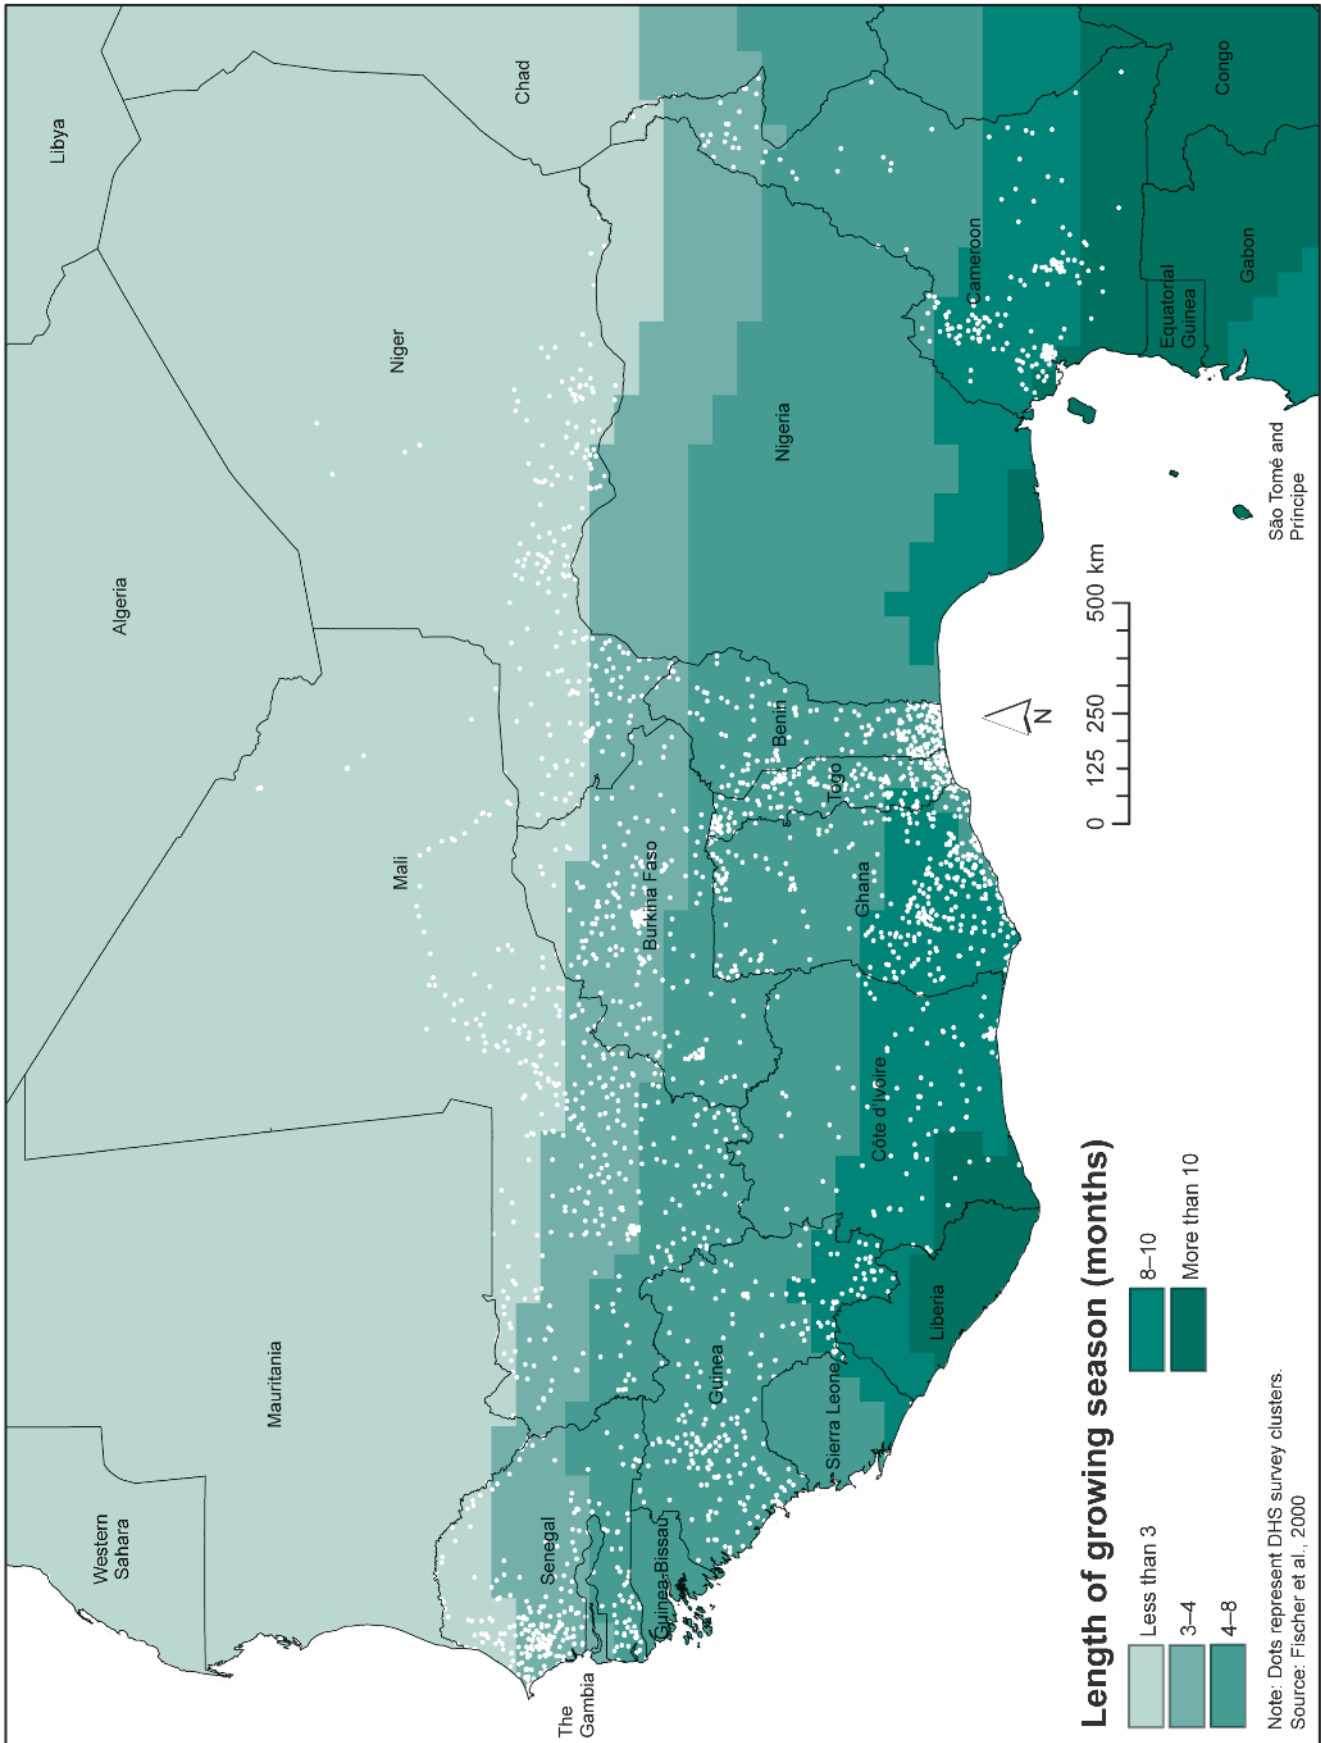 Western
Sahara
Mauritania
Algeria
Libya
Mali
Niger
Chad
The
Gambia
Senegal
Guinea-Bissau
Guinea
Sierra Leone
Liberia
Côte d'Ivoire
Burkina Faso
Ghana
Togo
Benin
Nigeria
Cameroon
Equatorial
Guinea
Gabon
Congo
São Tomé and
Príncipe
N
0 125 250 500 km
Length of growing season (months)
Less than 3
3–4
4–8
8–10
More than 10
Note: Dots represent DHS survey clusters.
Source: Fischer et al., 2000